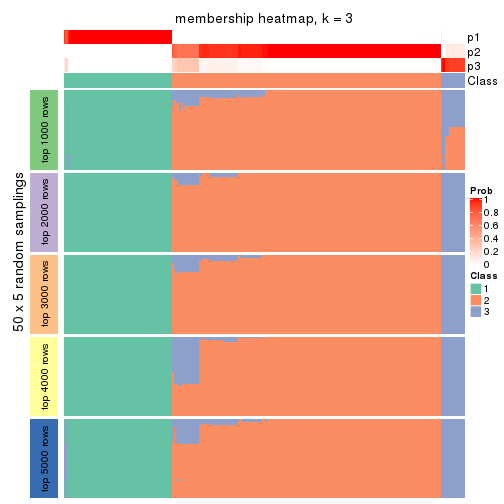 membership heatmap, k = 3
p1
p2
p3
Class
50 x 5 random samplings
top 1000 rows
top 2000 rows
top 3000 rows
top 4000 rows
top 5000 rows
Prob
1
0.8
0.6
0.4
0.2
0
Class
1
2
3